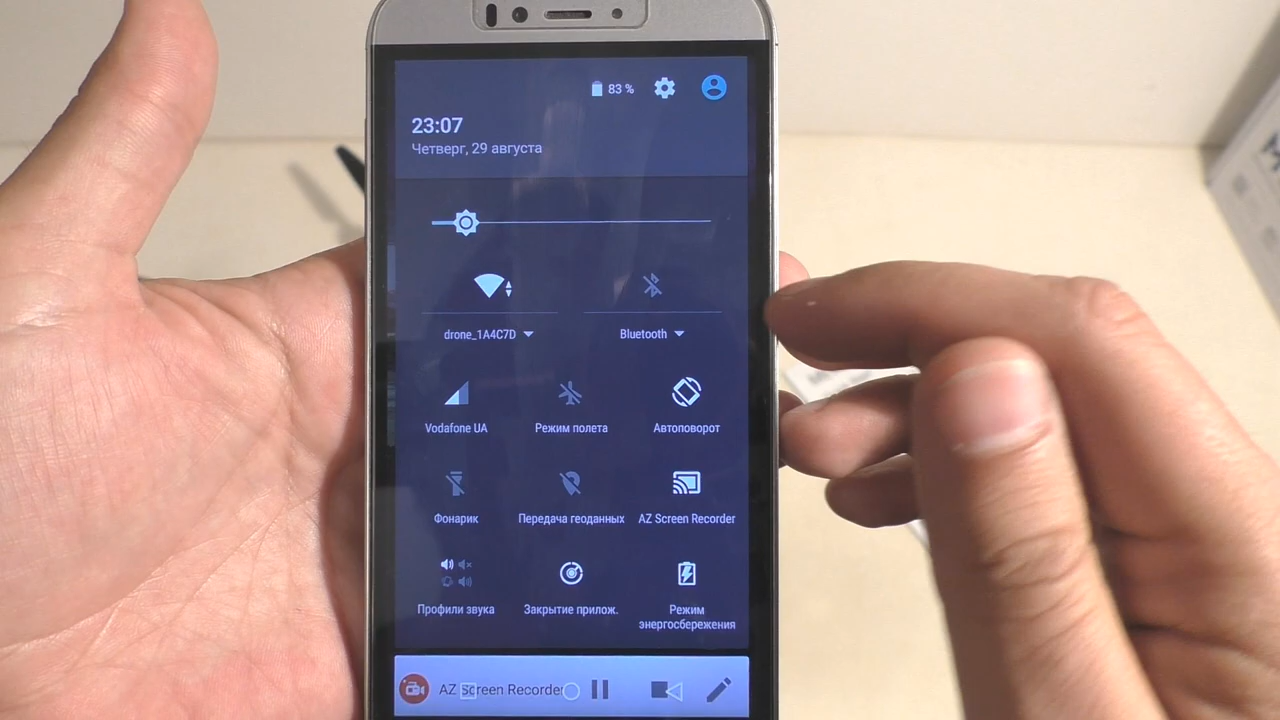 83 %
23:07
Четверг, 29 августа
drone_1A4C7D
Bluetooth
Vodafone UA
Режим полета
Автоповорот
Фонарик
Передача геоданных
AZ Screen Recorder
Профили звука
Закрытие прилож.
Режим
энергосбережения
AZ Screen Recorder